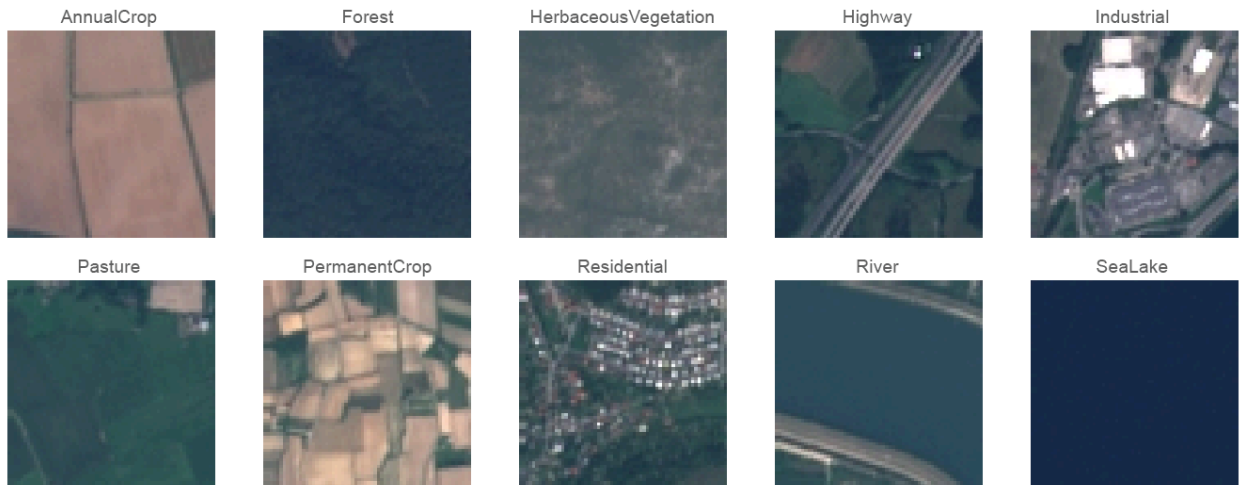 AnnualCrop
Forest
HerbaceousVegetation
Highway
Industrial
Pasture
PermanentCrop
Residential
River
SeaLake